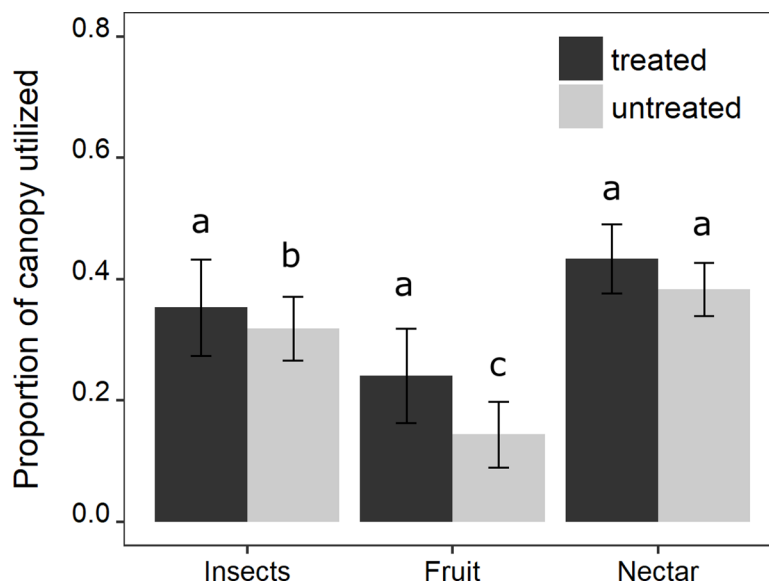 Proportion of canopy utilized
0.8
0.6
0.4
0.2
0.0
treated
untreated
a
b
a
c
a
a
Insects
Fruit
Nectar